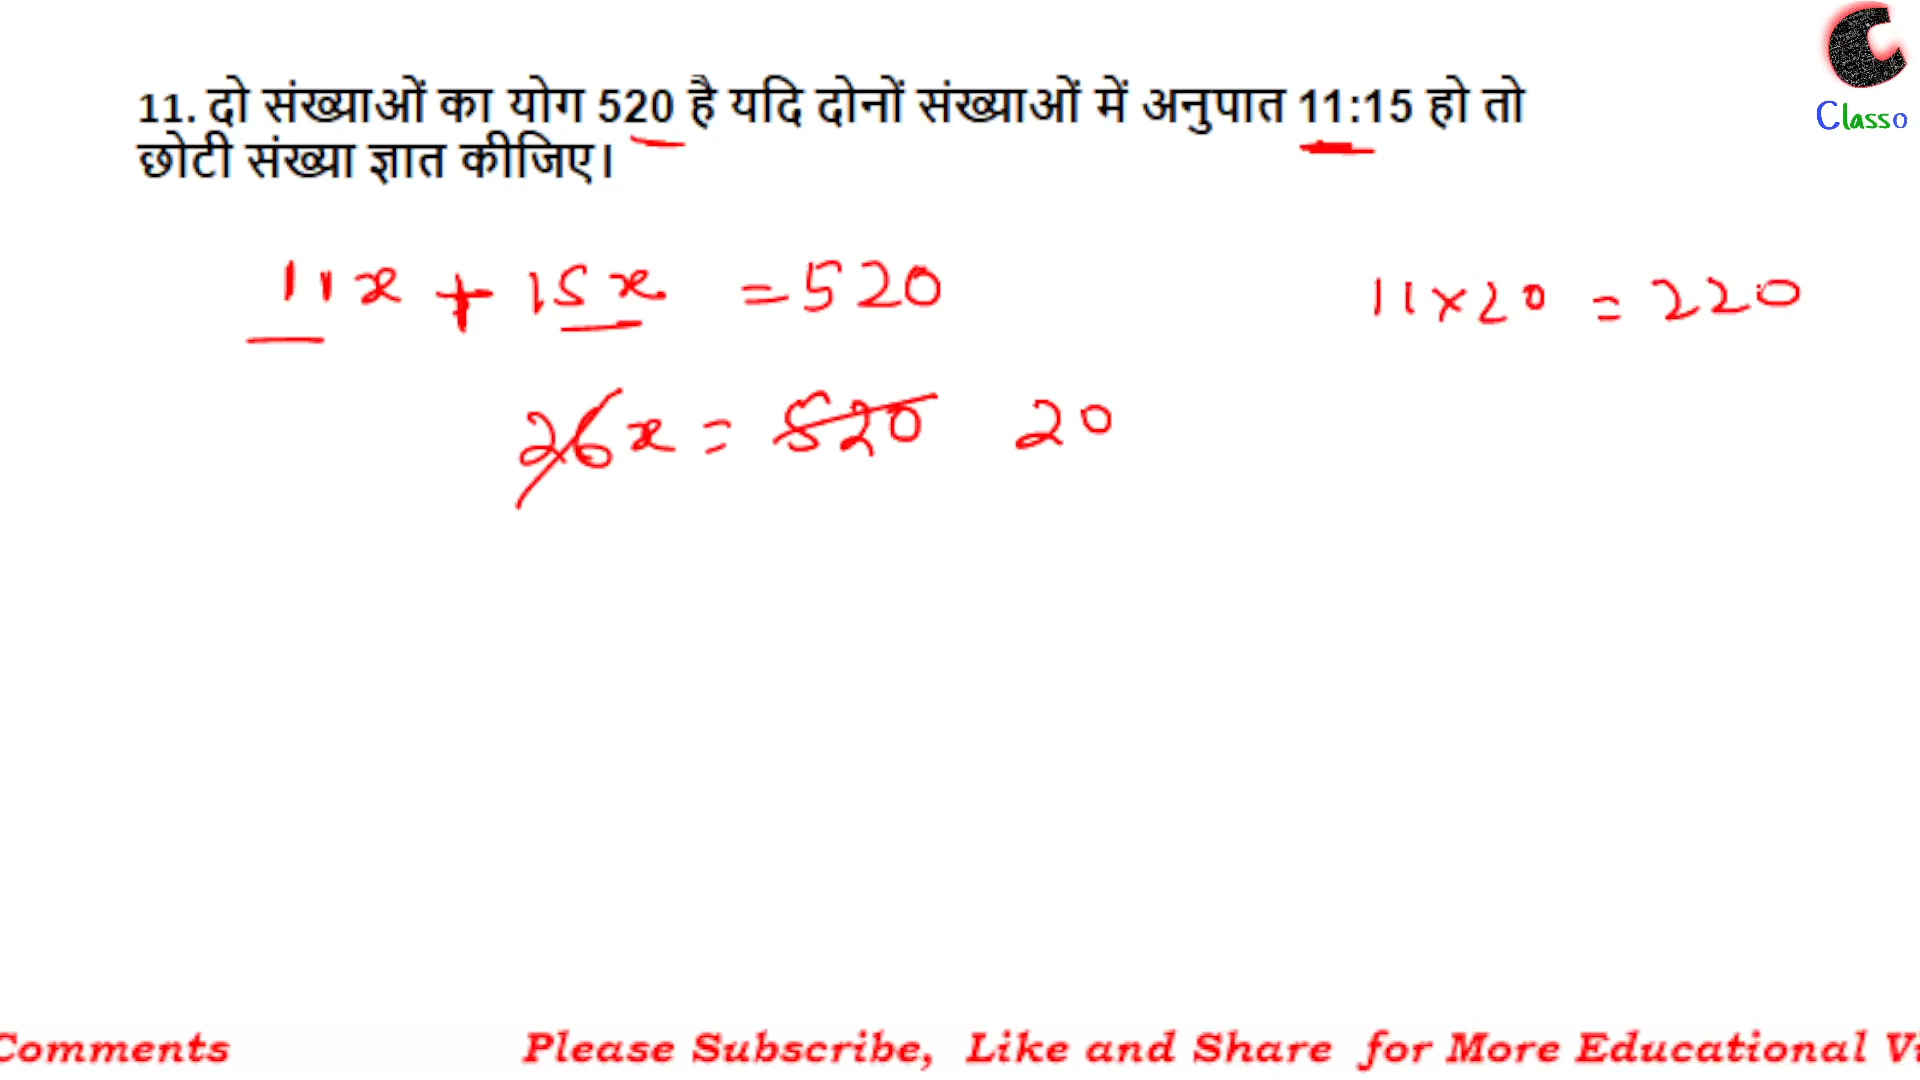 Classo
11. दो संख्याओं का योग 520 है यदि दोनों संख्याओं में अनुपात 11:15 हो तो
छोटी संख्या ज्ञात कीजिए।
11x + 15x = 520
11 x 20 = 220
26x = 520 20
Comments Please Subscribe, Like and Share for More Educational